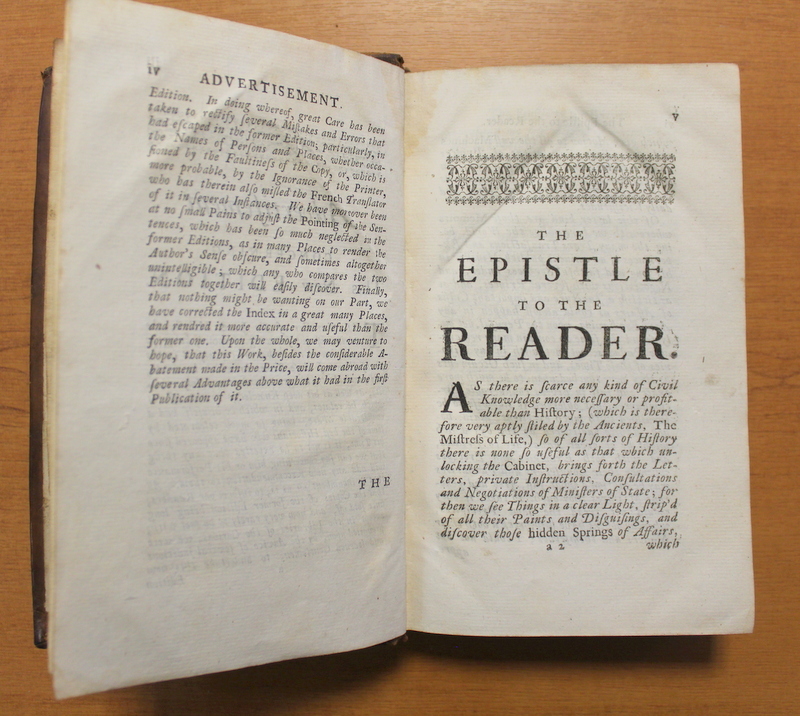 iv
ADVERTISEMENT.
Edition. In doing whereof, great Care has been
taken to rectify ſeveral Miſtakes and Errors that
had eſcaped in the former Edition; particularly, in
the Names of Perſons and Places, whether occa-
ſioned by the Faultineſs of the Copy, or, which is
more probable, by the Ignorance of the Printer,
who has therein alſo miſled the French Tranſlator
of it in ſeveral Inſtances. We have moreover been
at no ſmall Pains to adjuſt the Pointing of the Sen-
tences, which has been ſo much neglected in the
former Editions, as in many Places to render the
Author's Senſe obſcure, and ſometimes altogether
unintelligible; which any who compares the two
Editions together will eaſily diſcover. Finally,
that nothing might be wanting on our Part, we
have corrected the Index in a great many Places,
and rendred it more accurate and uſeful than the
former one. Upon the whole, we may venture to
hope, that this Work, beſides the conſiderable A-
batement made in the Price, will come abroad with
ſeveral Advantages above what it had in the firſt
Publication of it.
THE
v
THE
EPISTLE
TO THE
READER.
AS there is ſcarce any kind of Civil
Knowledge more neceſſary or profit-
able than Hiſtory; (which is there-
fore very aptly ſtiled by the Ancients, The
Miſtreſs of Life,) ſo of all ſorts of Hiſtory
there is none ſo uſeful as that which un-
locking the Cabinet, brings forth the Let-
ters, private Inſtructions, Conſultations
and Negotiations of Miniſters of State; for
then we ſee Things in a clear Light, ſtrip'd
of all their Paints and Diſguiſings, and
diſcover thoſe hidden Springs of Affairs,
a 2 which